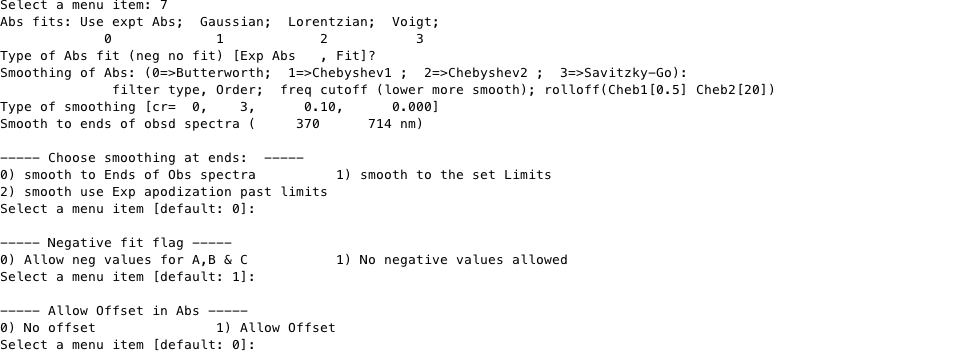 Select a menu item: 7
Abs fits: Use expt Abs;  Gaussian;  Lorentzian;  Voigt;
             0             1            2           3
Type of Abs fit (neg no fit) [Exp Abs   , Fit]?
Smoothing of Abs: (0=>Butterworth;  1=>Chebyshev1 ;  2=>Chebyshev2 ;  3=>Savitzky-Go):
              filter type, Order;  freq cutoff (lower more smooth); rolloff(Cheb1[0.5] Cheb2[20])
Type of smoothing [cr=  0,    3,      0.10,      0.000]
Smooth to ends of obsd spectra (     370      714 nm)
----- Choose smoothing at ends:  -----
0) smooth to Ends of Obs spectra          1) smooth to the set Limits
2) smooth use Exp apodization past limits
Select a menu item [default: 0]:
----- Negative fit flag -----
0) Allow neg values for A,B & C           1) No negative values allowed
Select a menu item [default: 1]:
----- Allow Offset in Abs -----
0) No offset               1) Allow Offset
Select a menu item [default: 0]: